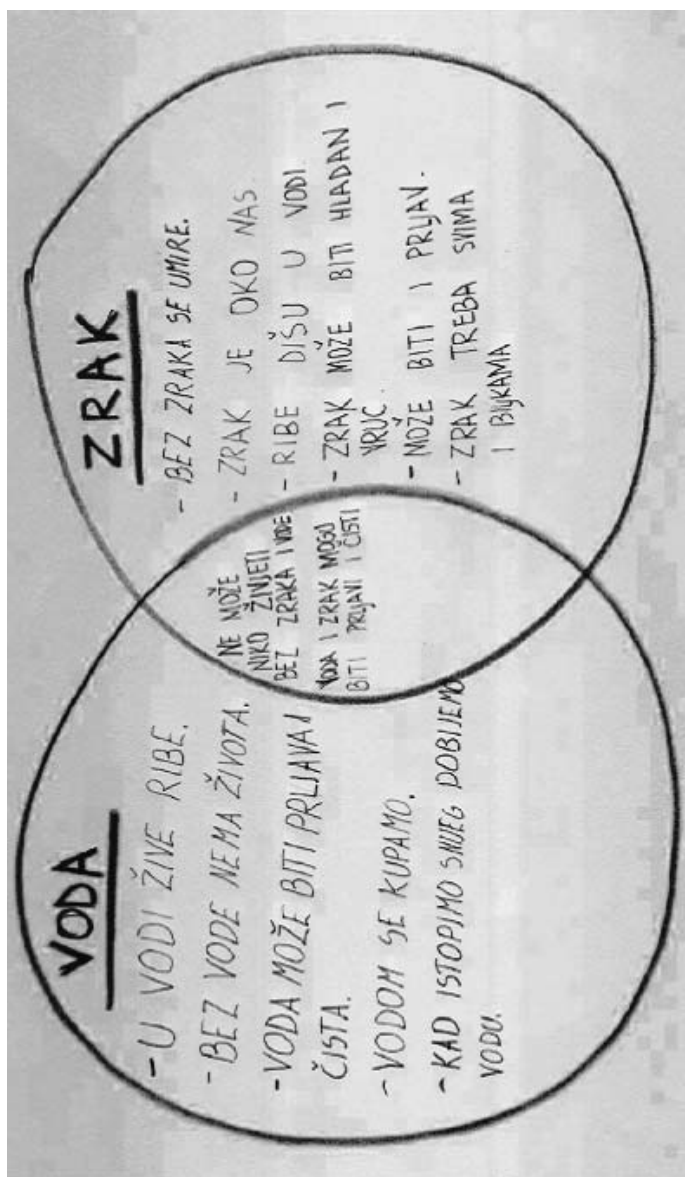 VODA
- U VODI ŽIVE RIBE.
- BEZ VODE NEMA ŽIVOTA.
- VODA MOŽE BITI PRLJAVA I
ČISTA.
- VODOM SE KUPAMO.
- KAD ISTOPIMO SNIJEG DOBIJEMO
VODU.
NE MOŽE
NIKO ŽIVJETI
BEZ ZRAKA I VODE
VODA I ZRAK MOGU
BITI PRLJAVI I ČISTI
ZRAK
- BEZ ZRAKA SE UMIRE.
- ZRAK JE OKO NAS
- RIBE DIŠU U VODI.
- ZRAK MOŽE BITI HLADAN I
VRUĆ.
- MOŽE BITI I PRLJAV.
- ZRAK TREBA SVIMA
I BILJKAMA